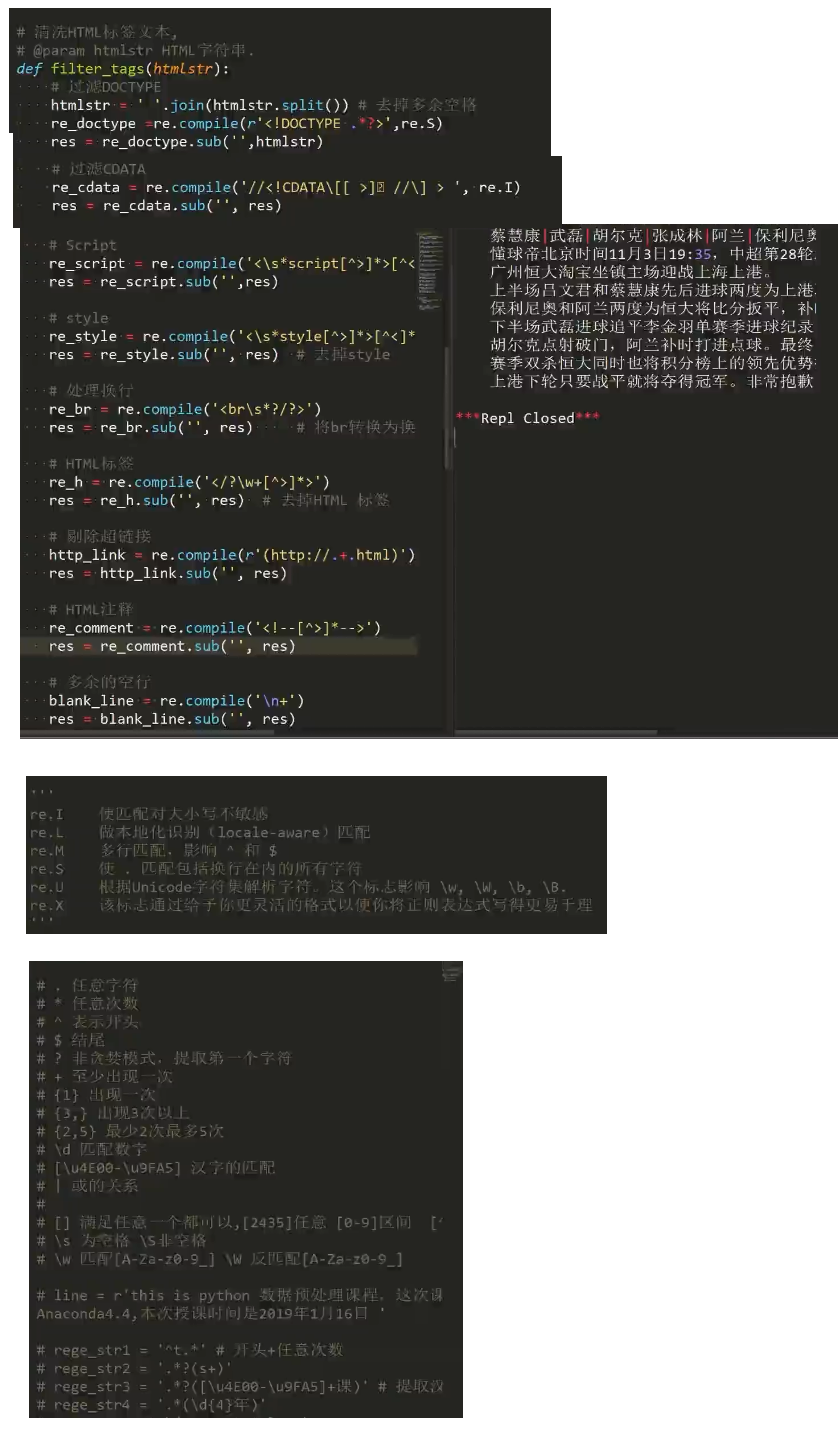 # 清洗HTML标签文本,
# @param htmlstr HTML字符串.
def filter_tags(htmlstr):
# 过滤DOCTYPE
htmlstr = ' '.join(htmlstr.split()) # 去掉多余空格
re_doctype =re.compile(r'<!DOCTYPE .*?>',re.S)
res = re_doctype.sub('',htmlstr)
# 过滤CDATA
re_cdata = re.compile('//<!CDATA\[[ >] //\] > ', re.I)
res = re_cdata.sub('', res)
# Script
re_script = re.compile('<\s*script[^>]*>[^<
res = re_script.sub('',res)
# style
re_style = re.compile('<\s*style[^>]*>[^<]*
res = re_style.sub('', res) # 去掉style
# 处理换行
re_br = re.compile('<br\s*?/?>')
res = re_br.sub('', res) # 将br转换为换
# HTML标签
re_h = re.compile('</?\w+[^>]*>')
res = re_h.sub('', res) # 去掉HTML 标签
# 剔除超链接
http_link = re.compile(r'(http://.+.html)')
res = http_link.sub('', res)
# HTML注释
re_comment = re.compile('<!--[^>]*-->')
res = re_comment.sub('', res)
# 多余的空行
blank_line = re.compile('\n+')
res = blank_line.sub('', res)
蔡慧康|武磊|胡尔克|张成林|阿兰|保利尼奥
懂球帝北京时间11月3日19:35，中超第28轮
广州恒大淘宝坐镇主场迎战上海上港。
上半场吕文君和蔡慧康先后进球两度为上海
保利尼奥和阿兰两度为恒大将比分扳平，补
下半场武磊进球追平李金羽单赛季进球纪录
胡尔克点射破门，阿兰补时打进点球。最终
赛季双杀恒大同时也将积分榜上的领先优势
上港下轮只要战平就将夺得冠军。非常抱歉
***Repl Closed***
'''
re.I 使匹配对大小写不敏感
re.L 做本地化识别（locale-aware）匹配
re.M 多行匹配，影响 ^ 和 $
re.S 使 . 匹配包括换行在内的所有字符
re.U 根据Unicode字符集解析字符。这个标志影响 \w, \W, \b, \B.
re.X 该标志通过给予你更灵活的格式以便你将正则表达式写得更易于理
'''
# . 任意字符
# * 任意次数
# ^ 表示开头
# $ 结尾
# ? 非贪婪模式，提取第一个字符
# + 至少出现一次
# {1} 出现一次
# {3,} 出现3次以上
# {2,5} 最少2次最多5次
# \d 匹配数字
# [\u4E00-\u9FA5] 汉字的匹配
# | 或的关系
#
# [] 满足任意一个都可以,[2435]任意 [0-9]区间 [^
# \s 为空格 \S非空格
# \w 匹配[A-Za-z0-9_] \W 反匹配[A-Za-z0-9_]
# line = r'this is python 数据预处理课程，这次课
Anaconda4.4,本次授课时间是2019年1月16日 '
# rege_str1 = '^t.*' # 开头+任意次数
# rege_str2 = '.*?(s+)'
# rege_str3 = '.*?([\u4E00-\u9FA5]+课)' # 提取汉
# rege_str4 = '.*(\d{4}年)'